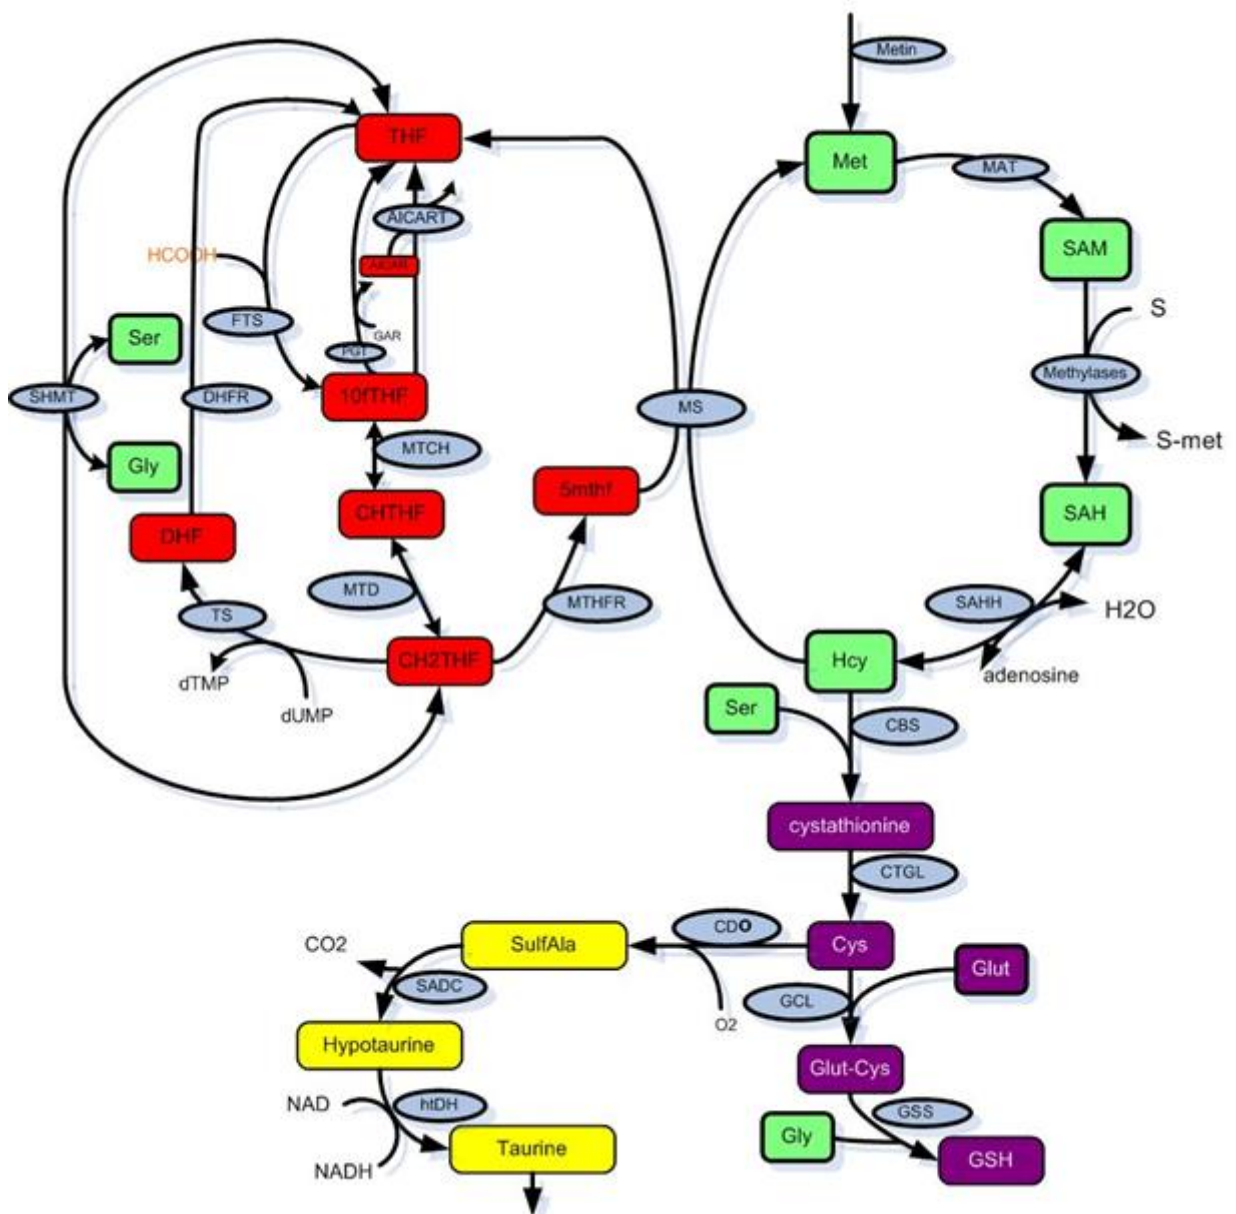 Metin
THF
Met
MAT
AICART
SAM
HCOOH
AICAR
S
Ser
FTS
GAR
PGT
Methylases
SHMT
DHFR
10fTHF
MS
S-met
MTCH
Gly
5mthf
CHTHF
SAH
DHF
MTD
MTHFR
SAHH
H2O
TS
CH2THF
Hcy
adenosine
dTMP
Ser
dUMP
CBS
cystathionine
CTGL
CO2
SulfAla
CDO
Cys
Glut
SADC
GCL
O2
Hypotaurine
Glut-Cys
NAD
htDH
GSS
Gly
Taurine
NADH
GSH